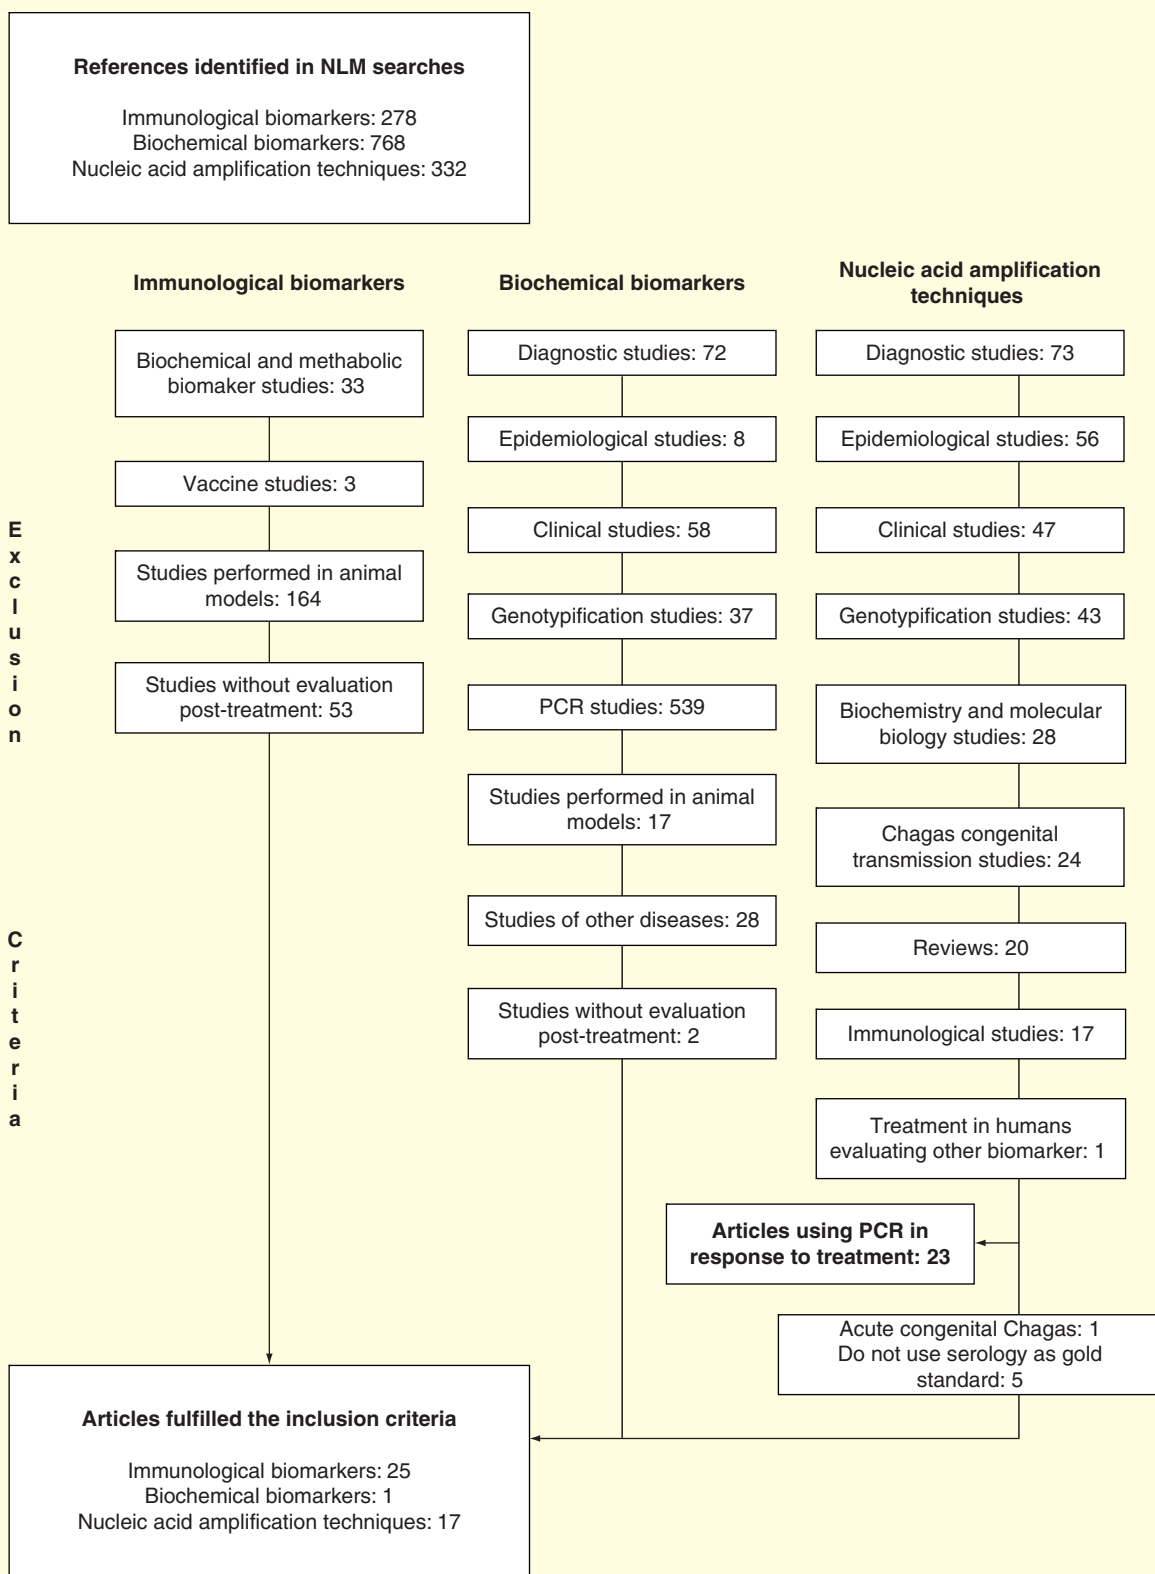 References identified in NLM searches
Immunological biomarkers: 278
Biochemical biomarkers: 768
Nucleic acid amplification techniques: 332
Immunological biomarkers
Biochemical and methabolic
biomaker studies: 33
Vaccine studies: 3
Studies performed in animal
models: 164
Studies without evaluation
post-treatment: 53
Biochemical biomarkers
Diagnostic studies: 72
Epidemiological studies: 8
Clinical studies: 58
Genotypification studies: 37
PCR studies: 539
Studies performed in animal
models: 17
Studies of other diseases: 28
Studies without evaluation
post-treatment: 2
Nucleic acid amplification
techniques
Diagnostic studies: 73
Epidemiological studies: 56
Clinical studies: 47
Genotypification studies: 43
Biochemistry and molecular
biology studies: 28
Chagas congenital
transmission studies: 24
Reviews: 20
Immunological studies: 17
Treatment in humans
evaluating other biomarker: 1
Articles using PCR in
response to treatment: 23
Acute congenital Chagas: 1
Do not use serology as gold
standard: 5
Exclusion
Criteria
Articles fulfilled the inclusion criteria
Immunological biomarkers: 25
Biochemical biomarkers: 1
Nucleic acid amplification techniques: 17